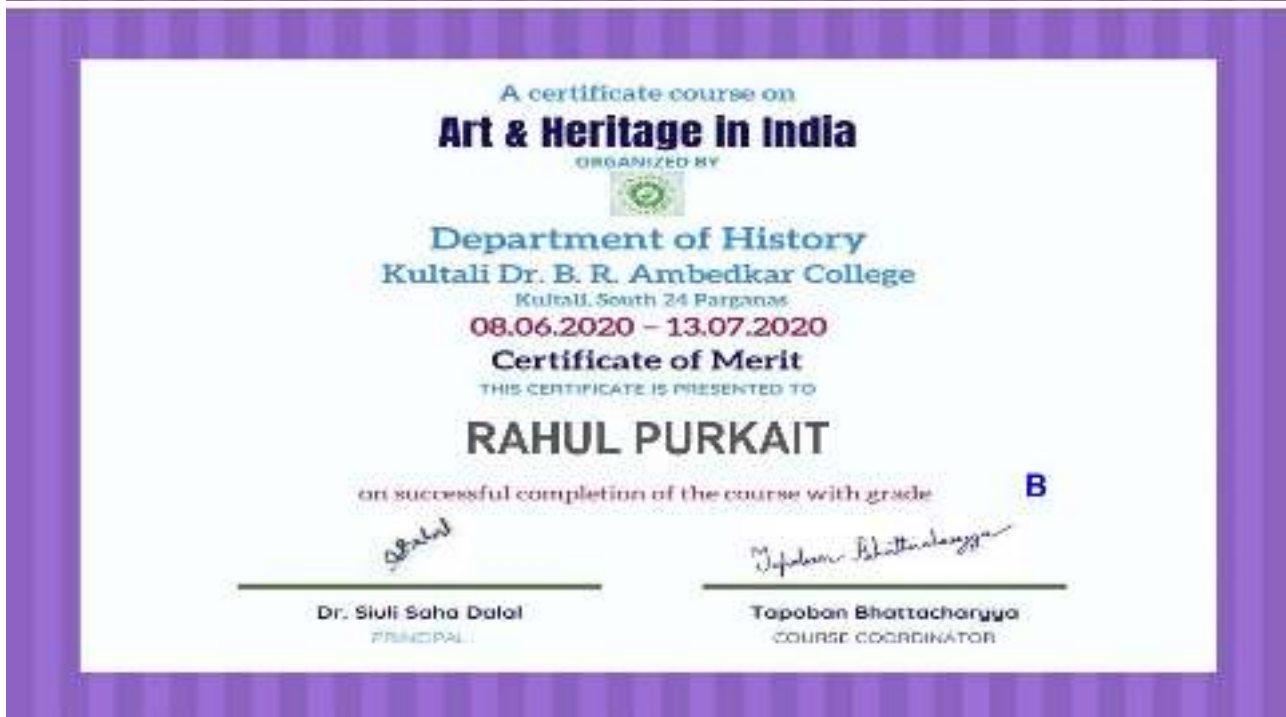 A certificate course on
Art & Heritage in India
ORGANIZED BY
Department of History
Kultali Dr. B. R. Ambedkar College
Kultali, South 24 Parganas
08.06.2020 – 13.07.2020
Certificate of Merit
THIS CERTIFICATE IS PRESENTED TO
RAHUL PURKAIT
on successful completion of the course with grade B
Tapoban Bhattacharyya
Dr. Siuli Saha Dalal Tapoban Bhattacharyya
PRINCIPAL COURSE COORDINATOR